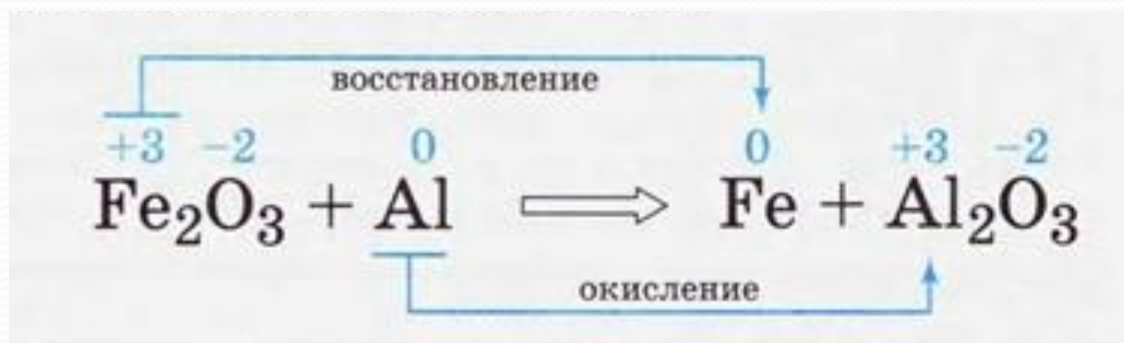 восстановление
+3 −2 0 0 +3 −2
Fe₂O₃ + Al ⟹ Fe + Al₂O₃
окисление